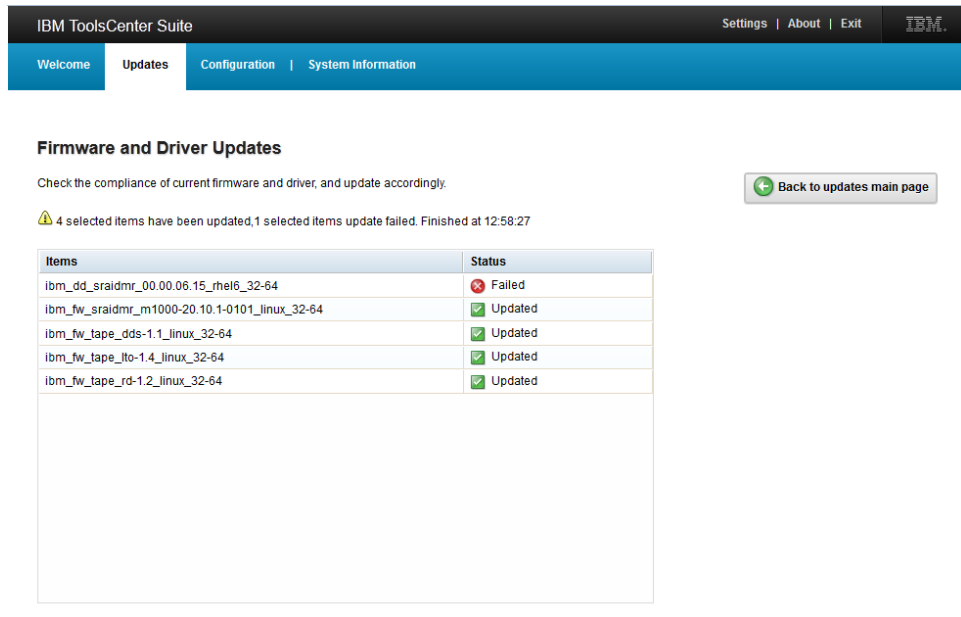 IBM ToolsCenter Suite
Settings | About | Exit
IBM.
Welcome Updates Configuration | System Information
Firmware and Driver Updates
Check the compliance of current firmware and driver, and update accordingly.
Back to updates main page
4 selected items have been updated,1 selected items update failed. Finished at 12:58:27
Items Status
ibm_dd_sraidmr_00.00.06.15_rhel6_32-64 Failed
ibm_fw_sraidmr_m1000-20.10.1-0101_linux_32-64 Updated
ibm_fw_tape_dds-1.1_linux_32-64 Updated
ibm_fw_tape_lto-1.4_linux_32-64 Updated
ibm_fw_tape_rd-1.2_linux_32-64 Updated